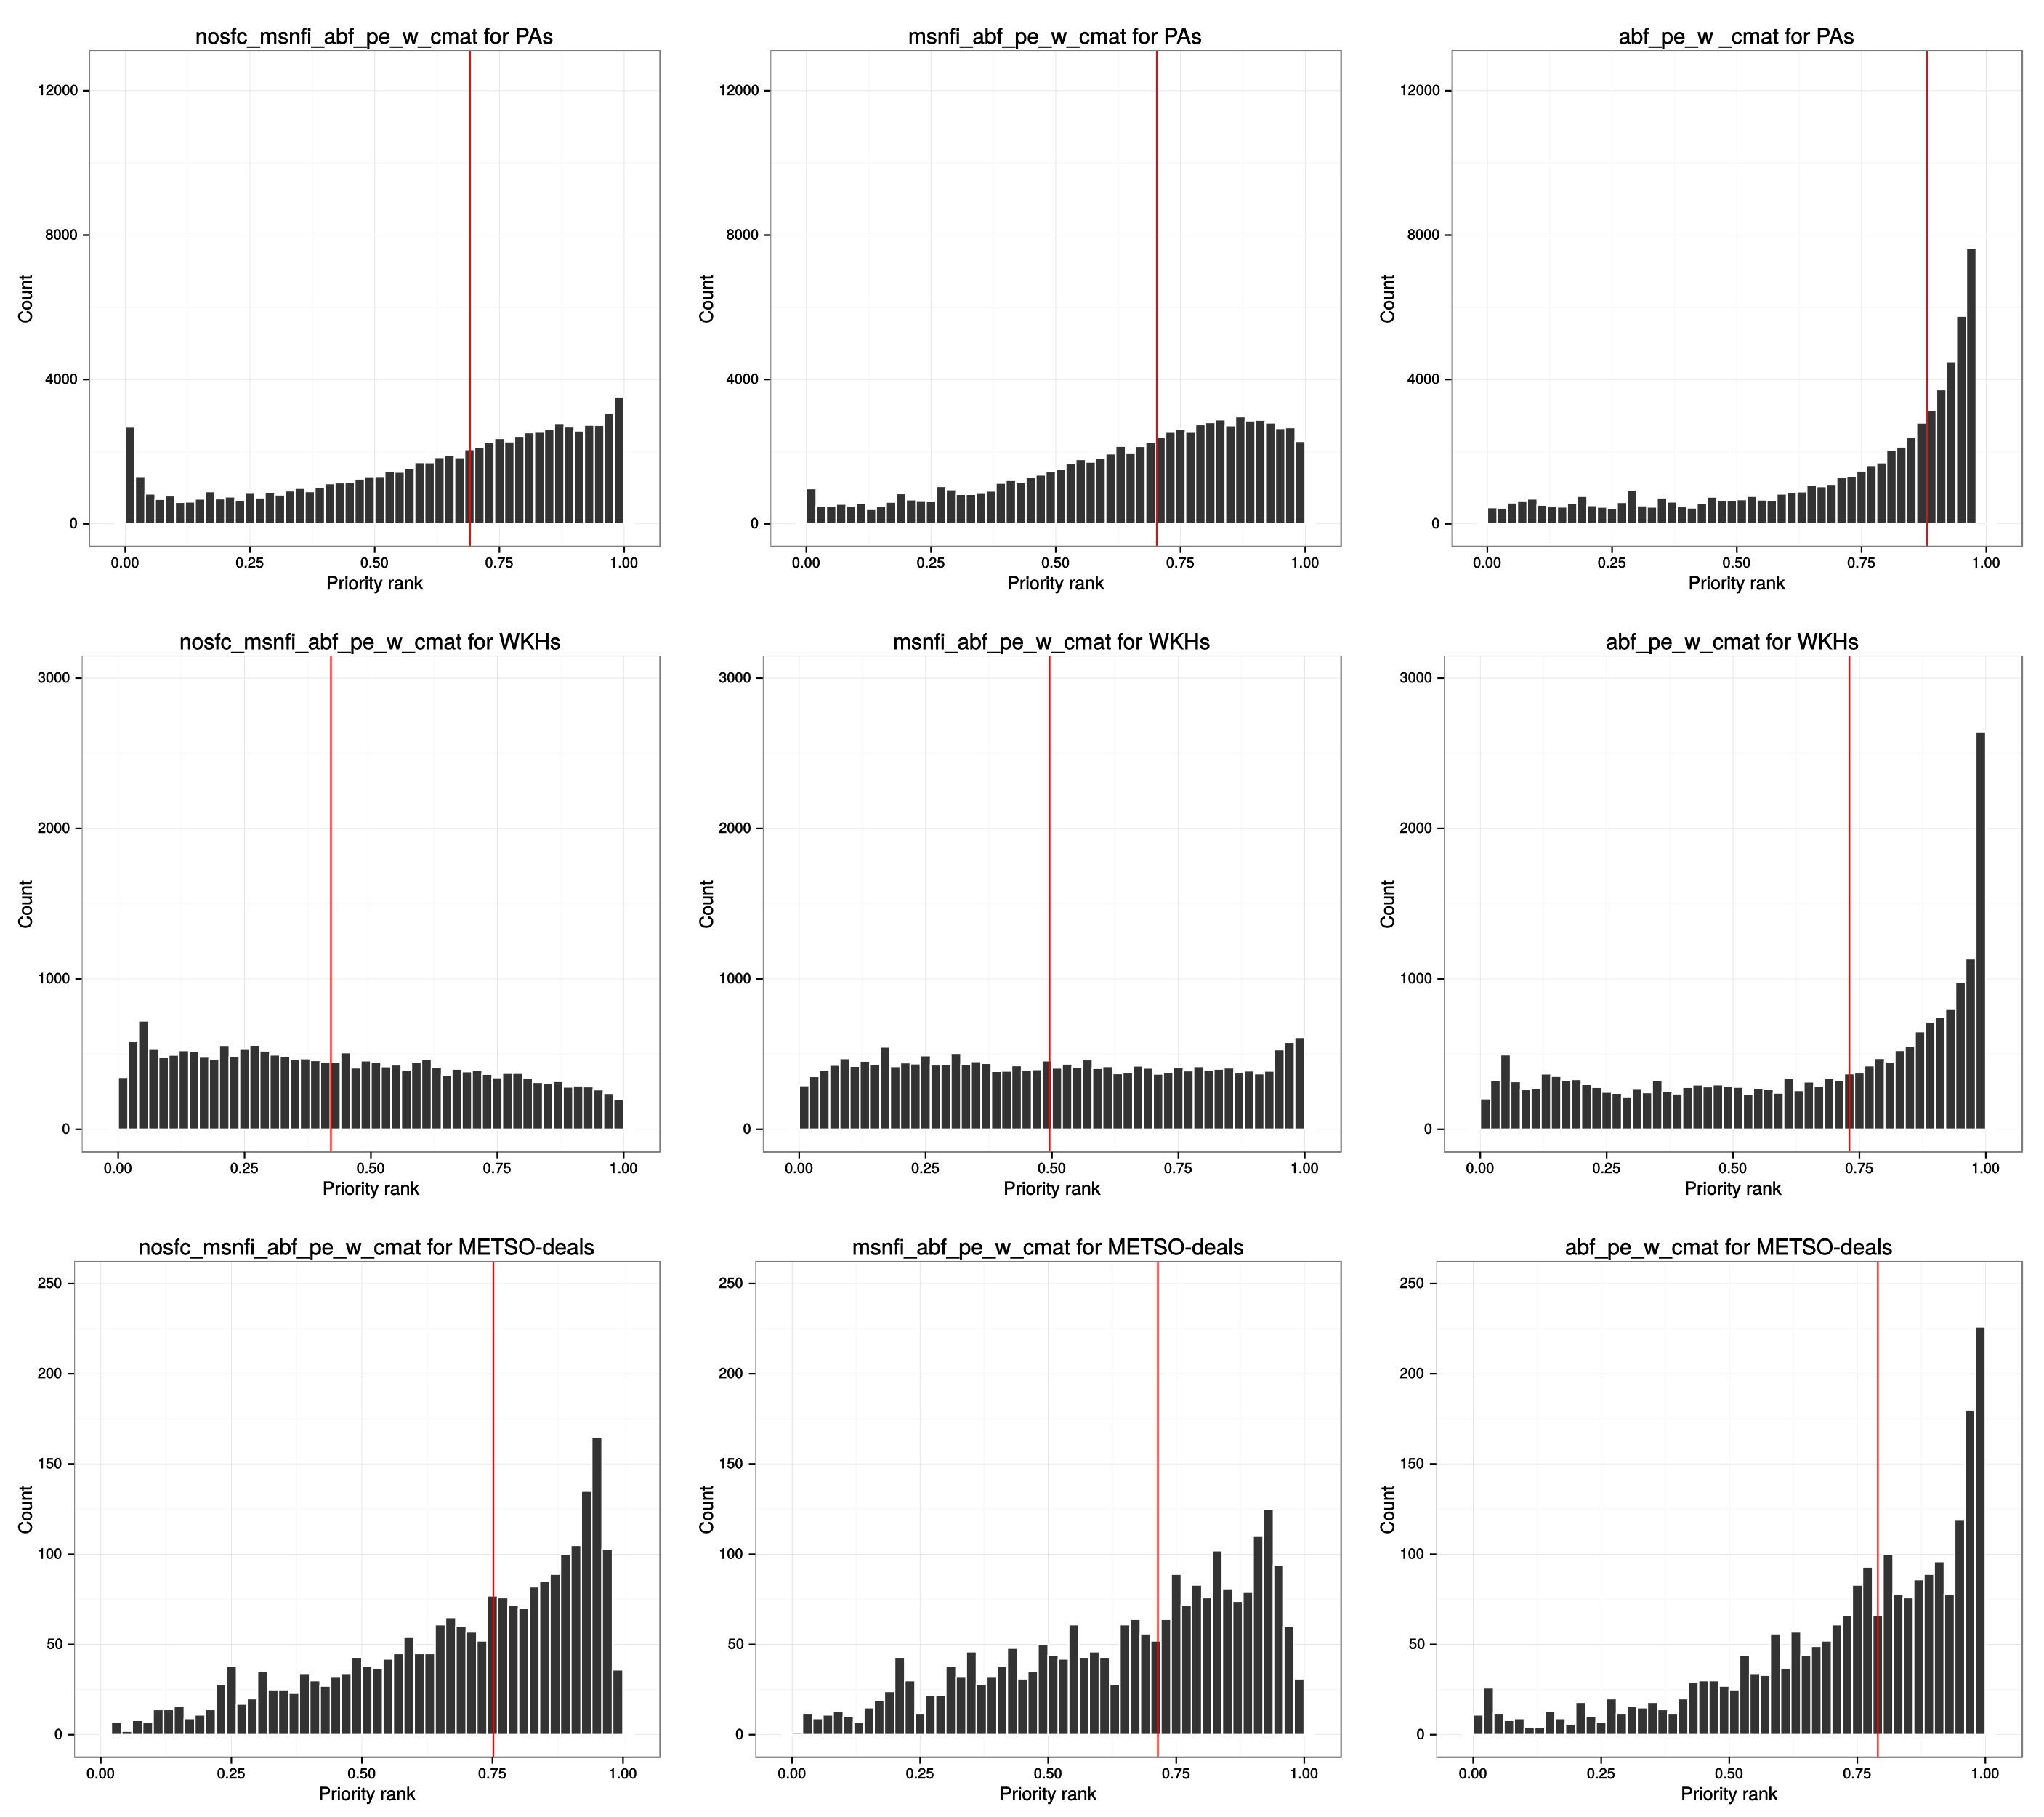 nosfc_msnfi_abf_pe_w_cmat for PAs
12000
8000
4000
0
Count
0.00 0.25 0.50 0.75 1.00
Priority rank
msnfi_abf_pe_w_cmat for PAs
12000
8000
4000
0
Count
0.00 0.25 0.50 0.75 1.00
Priority rank
abf_pe_w _cmat for PAs
12000
8000
4000
0
Count
0.00 0.25 0.50 0.75 1.00
Priority rank
nosfc_msnfi_abf_pe_w_cmat for WKHs
3000
2000
1000
0
Count
0.00 0.25 0.50 0.75 1.00
Priority rank
msnfi_abf_pe_w_cmat for WKHs
3000
2000
1000
0
Count
0.00 0.25 0.50 0.75 1.00
Priority rank
abf_pe_w_cmat for WKHs
3000
2000
1000
0
Count
0.00 0.25 0.50 0.75 1.00
Priority rank
nosfc_msnfi_abf_pe_w_cmat for METSO-deals
250
200
150
100
50
0
Count
0.00 0.25 0.50 0.75 1.00
Priority rank
msnfi_abf_pe_w_cmat for METSO-deals
250
200
150
100
50
0
Count
0.00 0.25 0.50 0.75 1.00
Priority rank
abf_pe_w_cmat for METSO-deals
250
200
150
100
50
0
Count
0.00 0.25 0.50 0.75 1.00
Priority rank